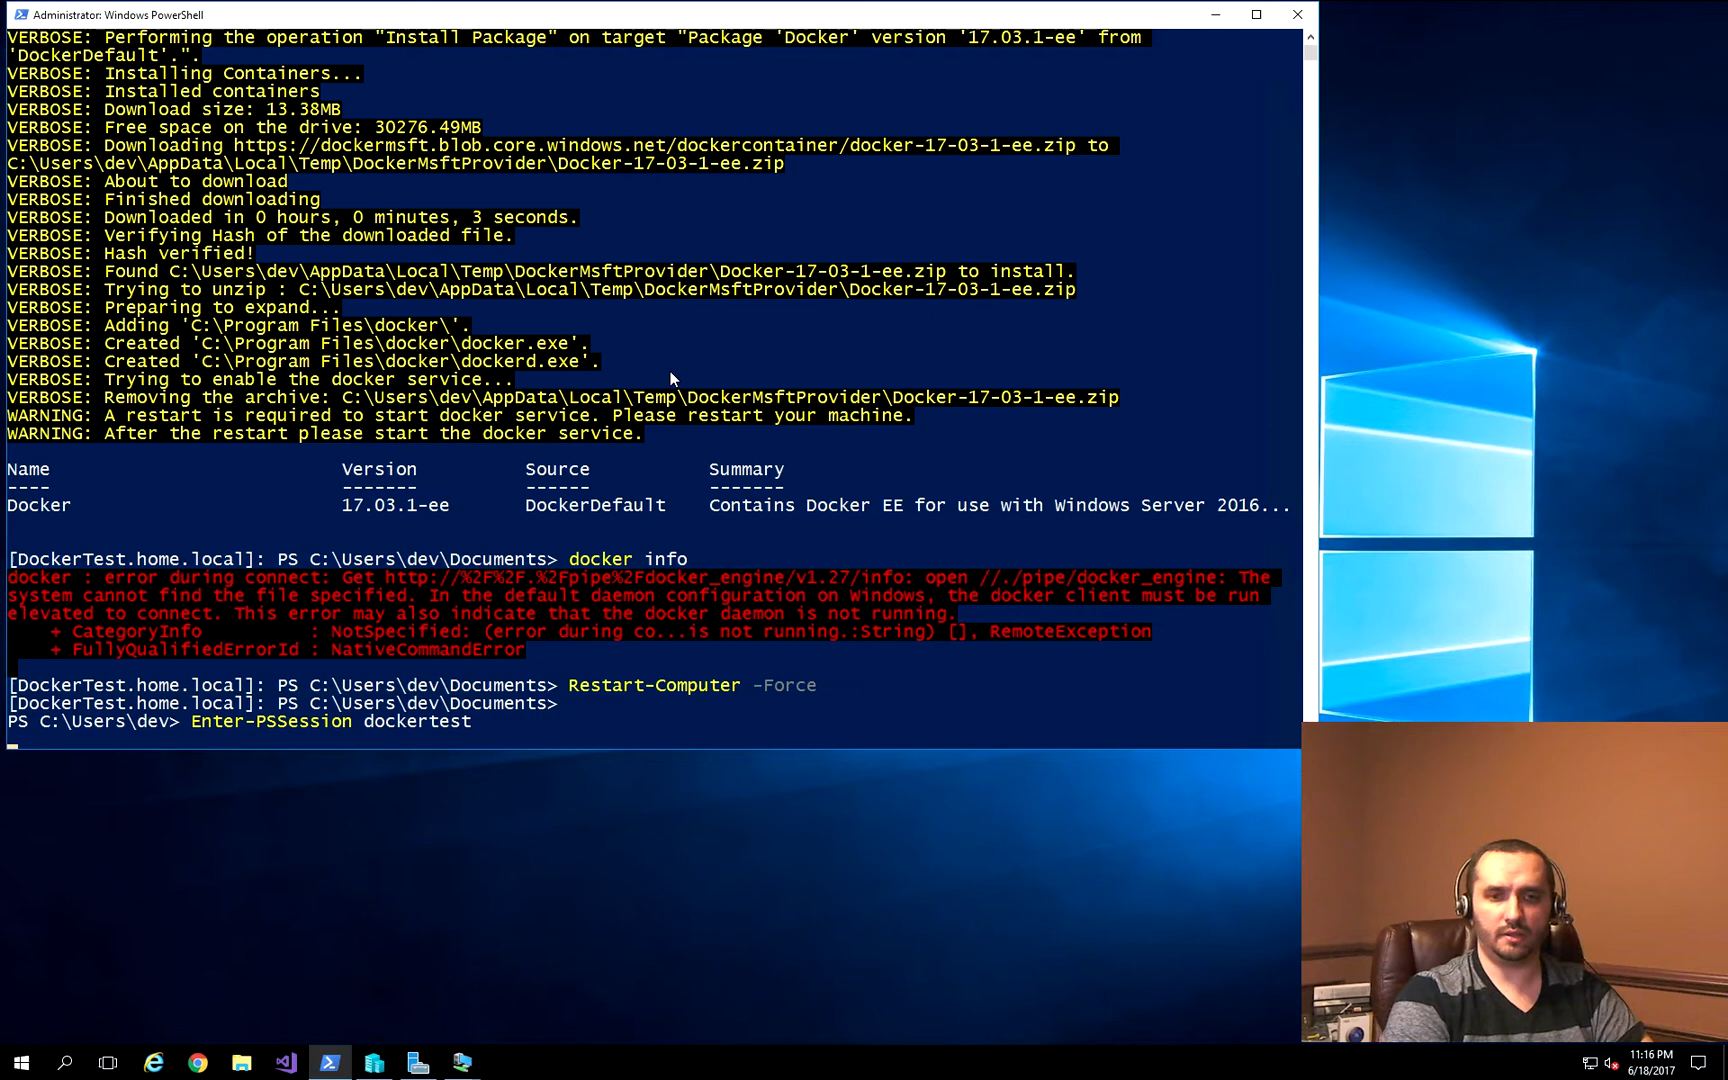 Administrator: Windows PowerShell
VERBOSE: Performing the operation "Install Package" on target "Package 'Docker' version '17.03.1-ee' from
'DockerDefault'.".
VERBOSE: Installing Containers...
VERBOSE: Installed containers
VERBOSE: Download size: 13.38MB
VERBOSE: Free space on the drive: 30276.49MB
VERBOSE: Downloading https://dockermsft.blob.core.windows.net/dockercontainer/docker-17-03-1-ee.zip to
C:\Users\dev\AppData\Local\Temp\DockerMsftProvider\Docker-17-03-1-ee.zip
VERBOSE: About to download
VERBOSE: Finished downloading
VERBOSE: Downloaded in 0 hours, 0 minutes, 3 seconds.
VERBOSE: Verifying Hash of the downloaded file.
VERBOSE: Hash verified!
VERBOSE: Found C:\Users\dev\AppData\Local\Temp\DockerMsftProvider\Docker-17-03-1-ee.zip to install.
VERBOSE: Trying to unzip : C:\Users\dev\AppData\Local\Temp\DockerMsftProvider\Docker-17-03-1-ee.zip
VERBOSE: Preparing to expand...
VERBOSE: Adding 'C:\Program Files\docker\'.
VERBOSE: Created 'C:\Program Files\docker\docker.exe'.
VERBOSE: Created 'C:\Program Files\docker\dockerd.exe'.
VERBOSE: Trying to enable the docker service...
VERBOSE: Removing the archive: C:\Users\dev\AppData\Local\Temp\DockerMsftProvider\Docker-17-03-1-ee.zip
WARNING: A restart is required to start docker service. Please restart your machine.
WARNING: After the restart please start the docker service.
Name Version Source Summary
---- ------- ------ -------
Docker 17.03.1-ee DockerDefault Contains Docker EE for use with Windows Server 2016...
[DockerTest.home.local]: PS C:\Users\dev\Documents> docker info
docker : error during connect: Get http://%2F%2F.%2Fpipe%2Fdocker_engine/v1.27/info: open //./pipe/docker_engine: The
system cannot find the file specified. In the default daemon configuration on Windows, the docker client must be run
elevated to connect. This error may also indicate that the docker daemon is not running.
+ CategoryInfo : NotSpecified: (error during co...is not running.:String) [], RemoteException
+ FullyQualifiedErrorId : NativeCommandError
[DockerTest.home.local]: PS C:\Users\dev\Documents> Restart-Computer -Force
[DockerTest.home.local]: PS C:\Users\dev\Documents>
PS C:\Users\dev> Enter-PSSession dockertest
11:16 PM
6/18/2017